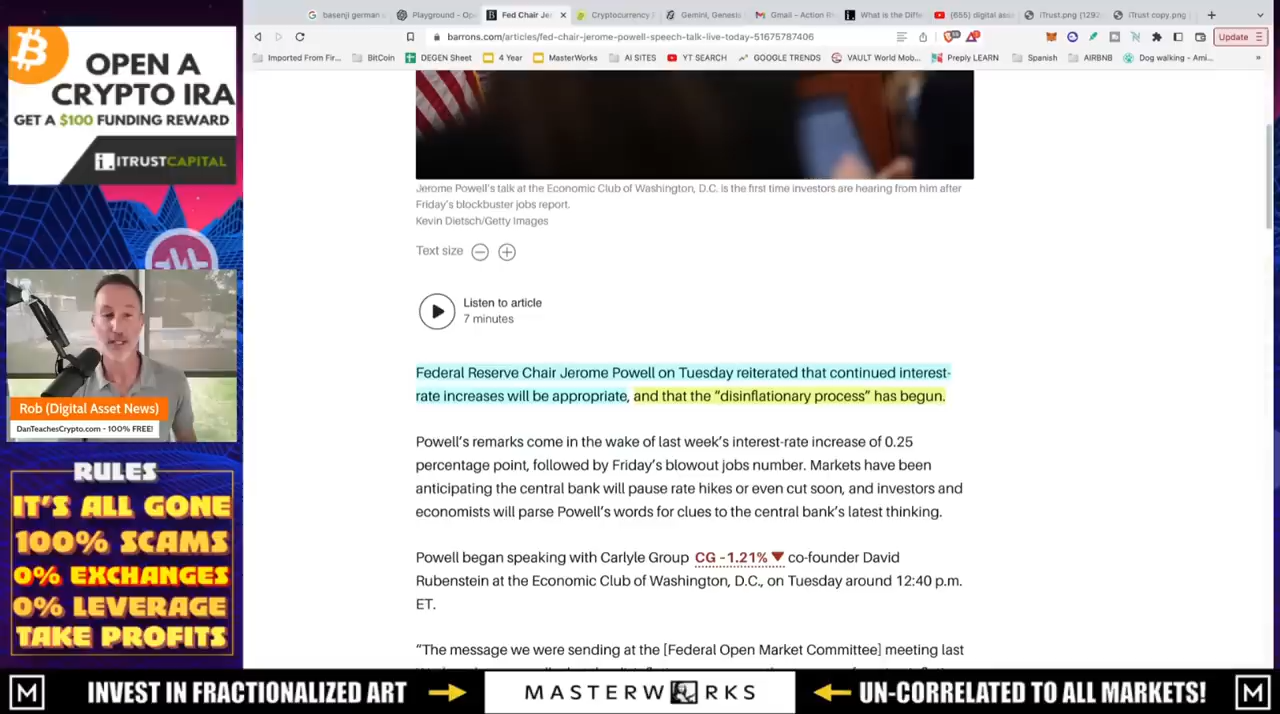 OPEN A
CRYPTO IRA
GET A $100 FUNDING REWARD
i. ITRUSTCAPITAL
Rob (Digital Asset News)
DanTeachesCrypto.com - 100% FREE!
RULES
IT'S ALL GONE
100% SCAMS
0% EXCHANGES
0% LEVERAGE
TAKE PROFITS
basenji german
Playground - Ope
Fed Chair Jer
Cryptocurrency
Gemini, Genesis
Gmail - Action R
What is the Diffe
(655) digital asse
iTrust.png (1292
iTrust copy.png
barrons.com/articles/fed-chair-jerome-powell-speech-talk-live-today-51675787406
Update
Imported From Fir...
BitCoin
DEGEN Sheet
4 Year
MasterWorks
AI SITES
YT SEARCH
GOOGLE TRENDS
VAULT World Mob...
Preply LEARN
Spanish
AIRBNB
Dog walking - Ami...
Jerome Powell's talk at the Economic Club of Washington, D.C. is the first time investors are hearing from him after
Friday's blockbuster jobs report.
Kevin Dietsch/Getty Images
Text size
Listen to article
7 minutes
Federal Reserve Chair Jerome Powell on Tuesday reiterated that continued interest-
rate increases will be appropriate, and that the “disinflationary process” has begun.
Powell's remarks come in the wake of last week's interest-rate increase of 0.25
percentage point, followed by Friday's blowout jobs number. Markets have been
anticipating the central bank will pause rate hikes or even cut soon, and investors and
economists will parse Powell's words for clues to the central bank's latest thinking.
Powell began speaking with Carlyle Group CG -1.21% co-founder David
Rubenstein at the Economic Club of Washington, D.C., on Tuesday around 12:40 p.m.
ET.
“The message we were sending at the [Federal Open Market Committee] meeting last
M INVEST IN FRACTIONALIZED ART
MASTERWORKS
UN-CORRELATED TO ALL MARKETS! M